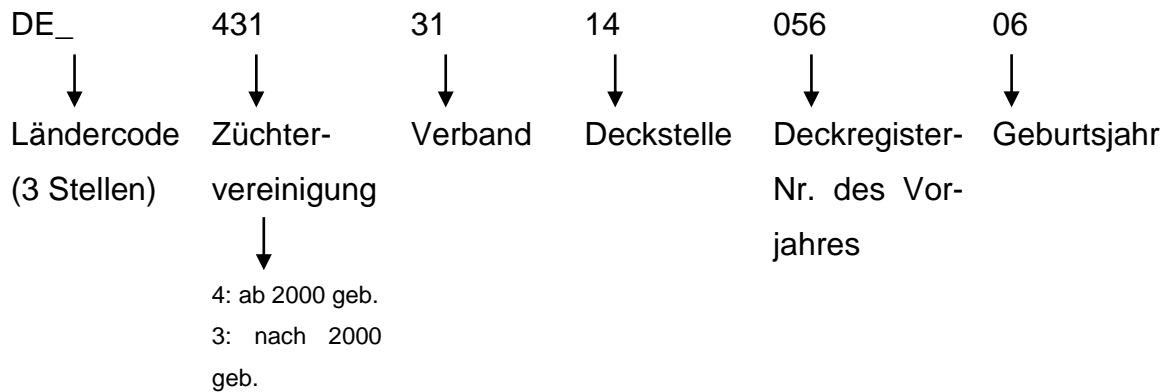 DE_ 431 31 14 056 06
Ländercode Züchter- Verband Deckstelle Deckregister- Geburtsjahr
(3 Stellen) vereinigung Nr. des Vor-
jahres
4: ab 2000 geb.
3: nach 2000
geb.